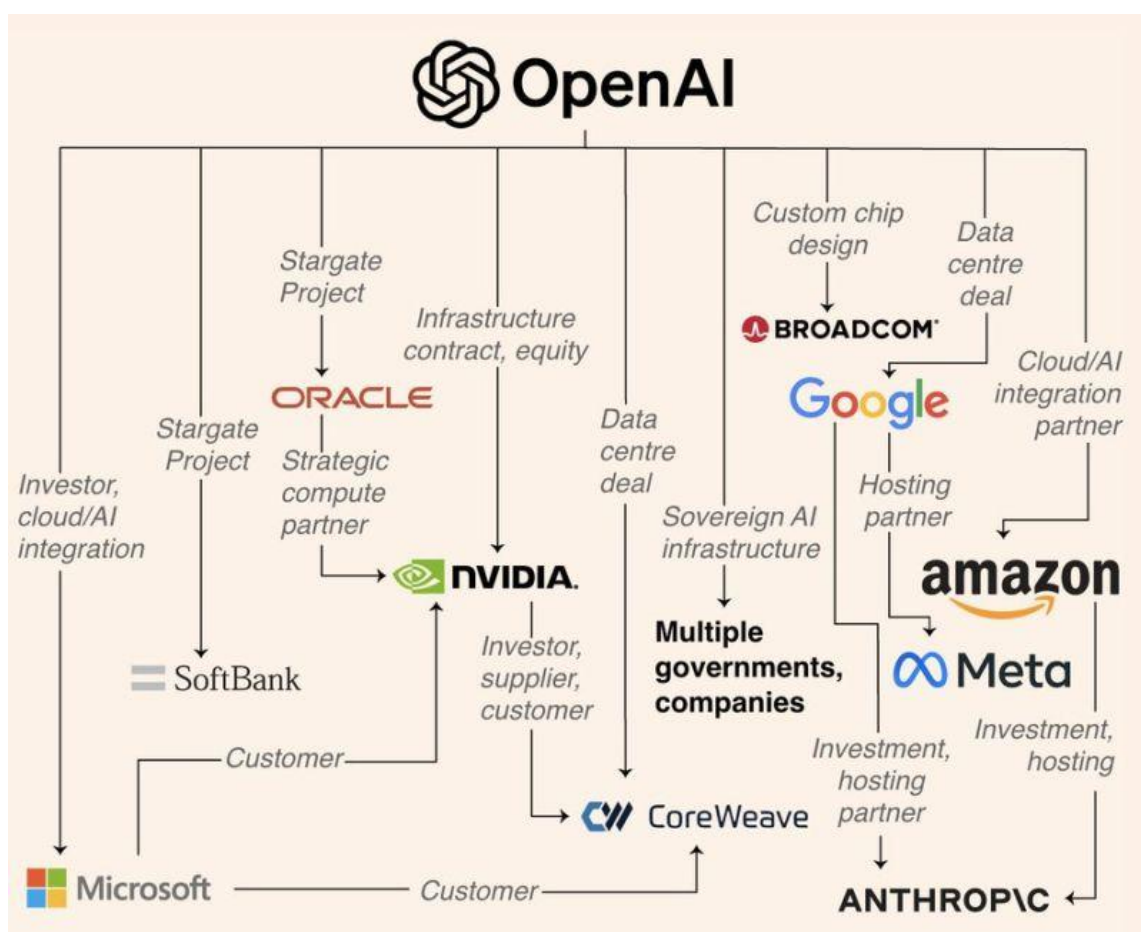 OpenAI
Custom chip
design
Data
centre
deal
Stargate
Project
Infrastructure
contract, equity
BROADCOM
Google
Cloud/AI
integration
partner
ORACLE
Stargate
Project
Data
centre
deal
Strategic
compute
partner
Investor,
cloud/AI
integration
Hosting
partner
Sovereign AI
infrastructure
NVIDIA.
amazon
Multiple
governments,
companies
Investor,
supplier,
customer
SoftBank
Meta
Customer
Investment,
hosting
partner
Investment,
hosting
CoreWeave
Microsoft
Customer
ANTHROP\C